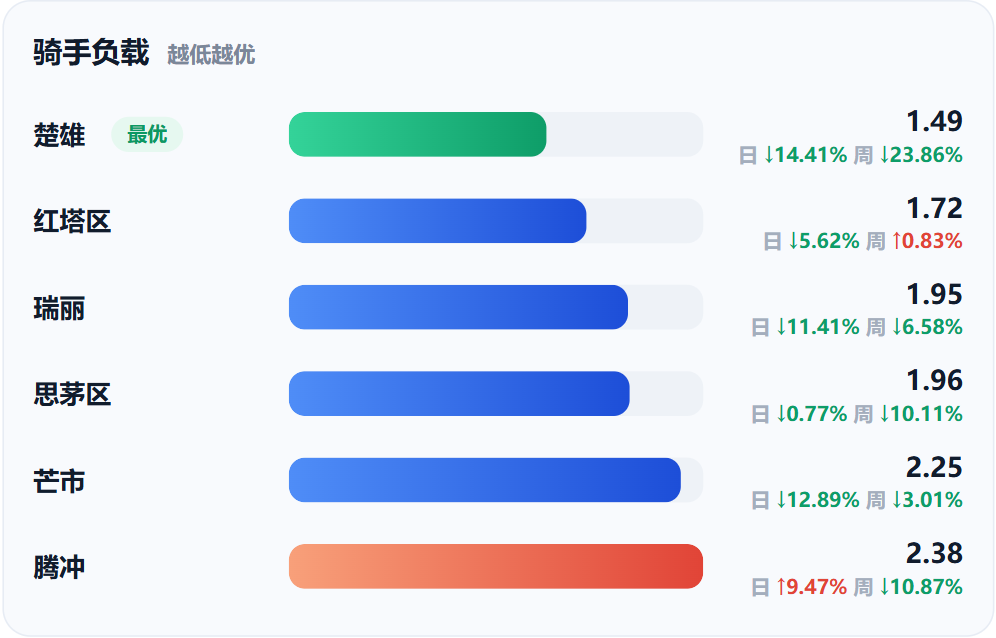 骑手负载 越低越优
楚雄 最优 1.49
日 ↓14.41% 周 ↓23.86%
红塔区 1.72
日 ↓5.62% 周 ↑0.83%
瑞丽 1.95
日 ↓11.41% 周 ↓6.58%
思茅区 1.96
日 ↓0.77% 周 ↓10.11%
芒市 2.25
日 ↓12.89% 周 ↓3.01%
腾冲 2.38
日 ↑9.47% 周 ↓10.87%